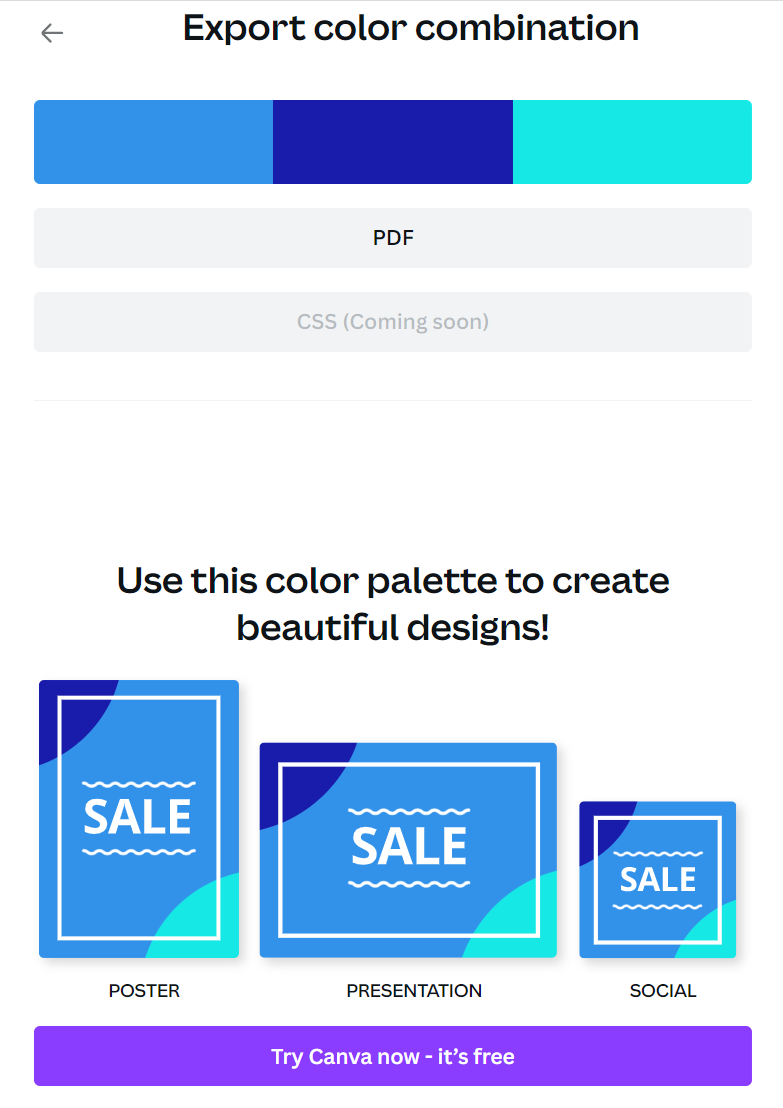 Export color combination
PDF
CSS (Coming soon)
Use this color palette to create
beautiful designs!
SALE
SALE
SALE
POSTER
PRESENTATION
SOCIAL
Try Canva now - it’s free